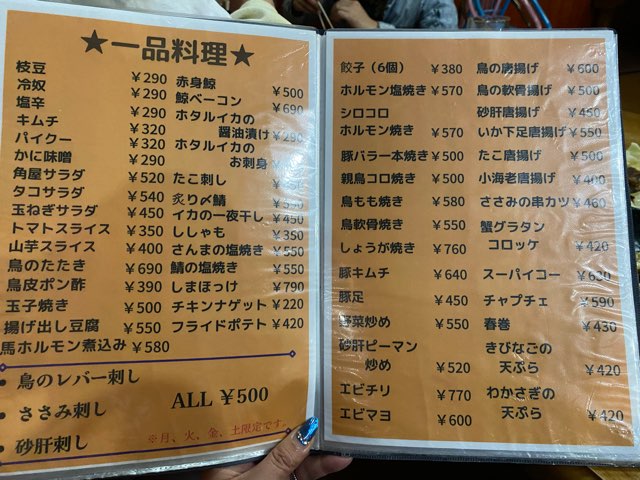 ★一品料理★
枝豆
冷奴 ¥290
塩辛 ¥290
キムチ ¥320
パイクー ¥320
かに味噌 ¥290
角屋サラダ ¥520
タコサラダ ¥540
玉ねぎサラダ ¥450
トマトスライス ¥350
山芋スライス ¥400
鳥のたたき ¥690
鳥皮ポン酢 ¥390
玉子焼き ¥500
揚げ出し豆腐 ¥550
馬ホルモン煮込み ¥580
赤身鯨 ¥500
鯨ベーコン ¥690
ホタルイカの
醤油漬け ¥290
ホタルイカの
お刺身
たこ刺し
炙り〆鯖
イカの一夜干し ¥450
ししゃも ¥350
さんまの塩焼き ¥550
鯖の塩焼き ¥550
しまほっけ ¥790
チキンナゲット ¥220
フライドポテト ¥420
• 鳥のレバー刺し
• ささみ刺し
• 砂肝刺し
ALL ¥500
※月、火、金、土限定です。
餃子（6個） ¥380
ホルモン塩焼き ¥570
シロコロ
ホルモン焼き ¥570
豚バラ一本焼き ¥500
親鳥コロ焼き ¥500
鳥もも焼き ¥580
鳥軟骨焼き ¥550
しょうが焼き ¥760
豚キムチ ¥640
豚足 ¥450
野菜炒め ¥550
砂肝ピーマン
炒め ¥520
エビチリ ¥770
エビマヨ ¥600
鳥の唐揚げ ¥600
鳥の軟骨揚げ ¥500
砂肝唐揚げ ¥450
いか下足唐揚げ ¥550
たこ唐揚げ ¥500
小海老唐揚げ ¥400
ささみの串カツ ¥460
蟹グラタン
コロッケ ¥420
スーパイコー ¥630
チャプチェ ¥590
春巻 ¥430
きびなごの
天ぷら ¥420
わかさぎの
天ぷら ¥420